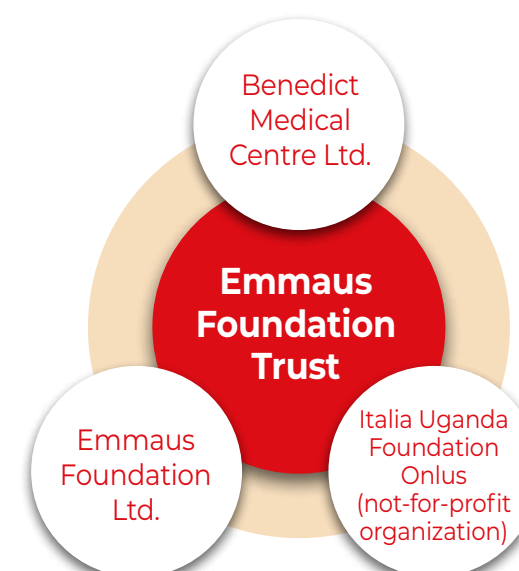 Benedict
Medical
Centre Ltd.
Emmaus
Foundation
Trust
Emmaus
Foundation
Ltd.
Italia Uganda
Foundation
Onlus
(not-for-profit
organization)